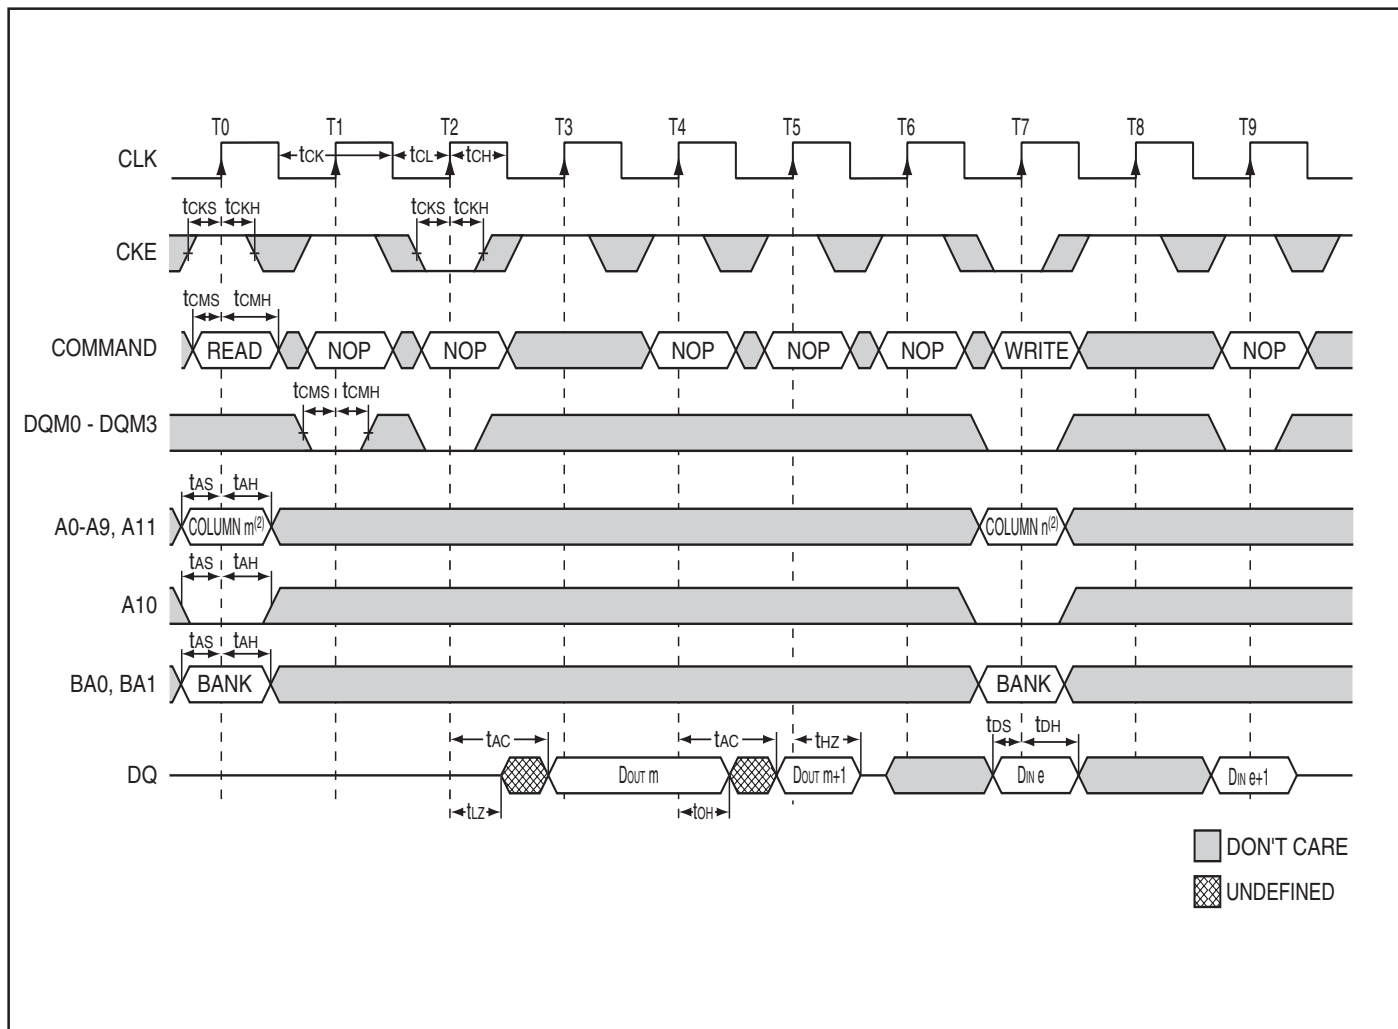 T0 T1 T2 T3 T4 T5 T6 T7 T8 T9
CLK tCK tCL tCH
tCKS tCKH tCKS tCKH
CKE
tCMS tCMH
COMMAND READ NOP NOP NOP NOP NOP WRITE NOP
tCMS tCMH
DQM0 - DQM3
tAS tAH
A0-A9, A11 COLUMN m(2) COLUMN n(2)
tAS tAH
A10
tAS tAH
BA0, BA1 BANK BANK
tAC tAC tHZ tDS tDH
DQ DOUT m DOUT m+1 DIN e DIN e+1
tLZ tOH
DON'T CARE
UNDEFINED